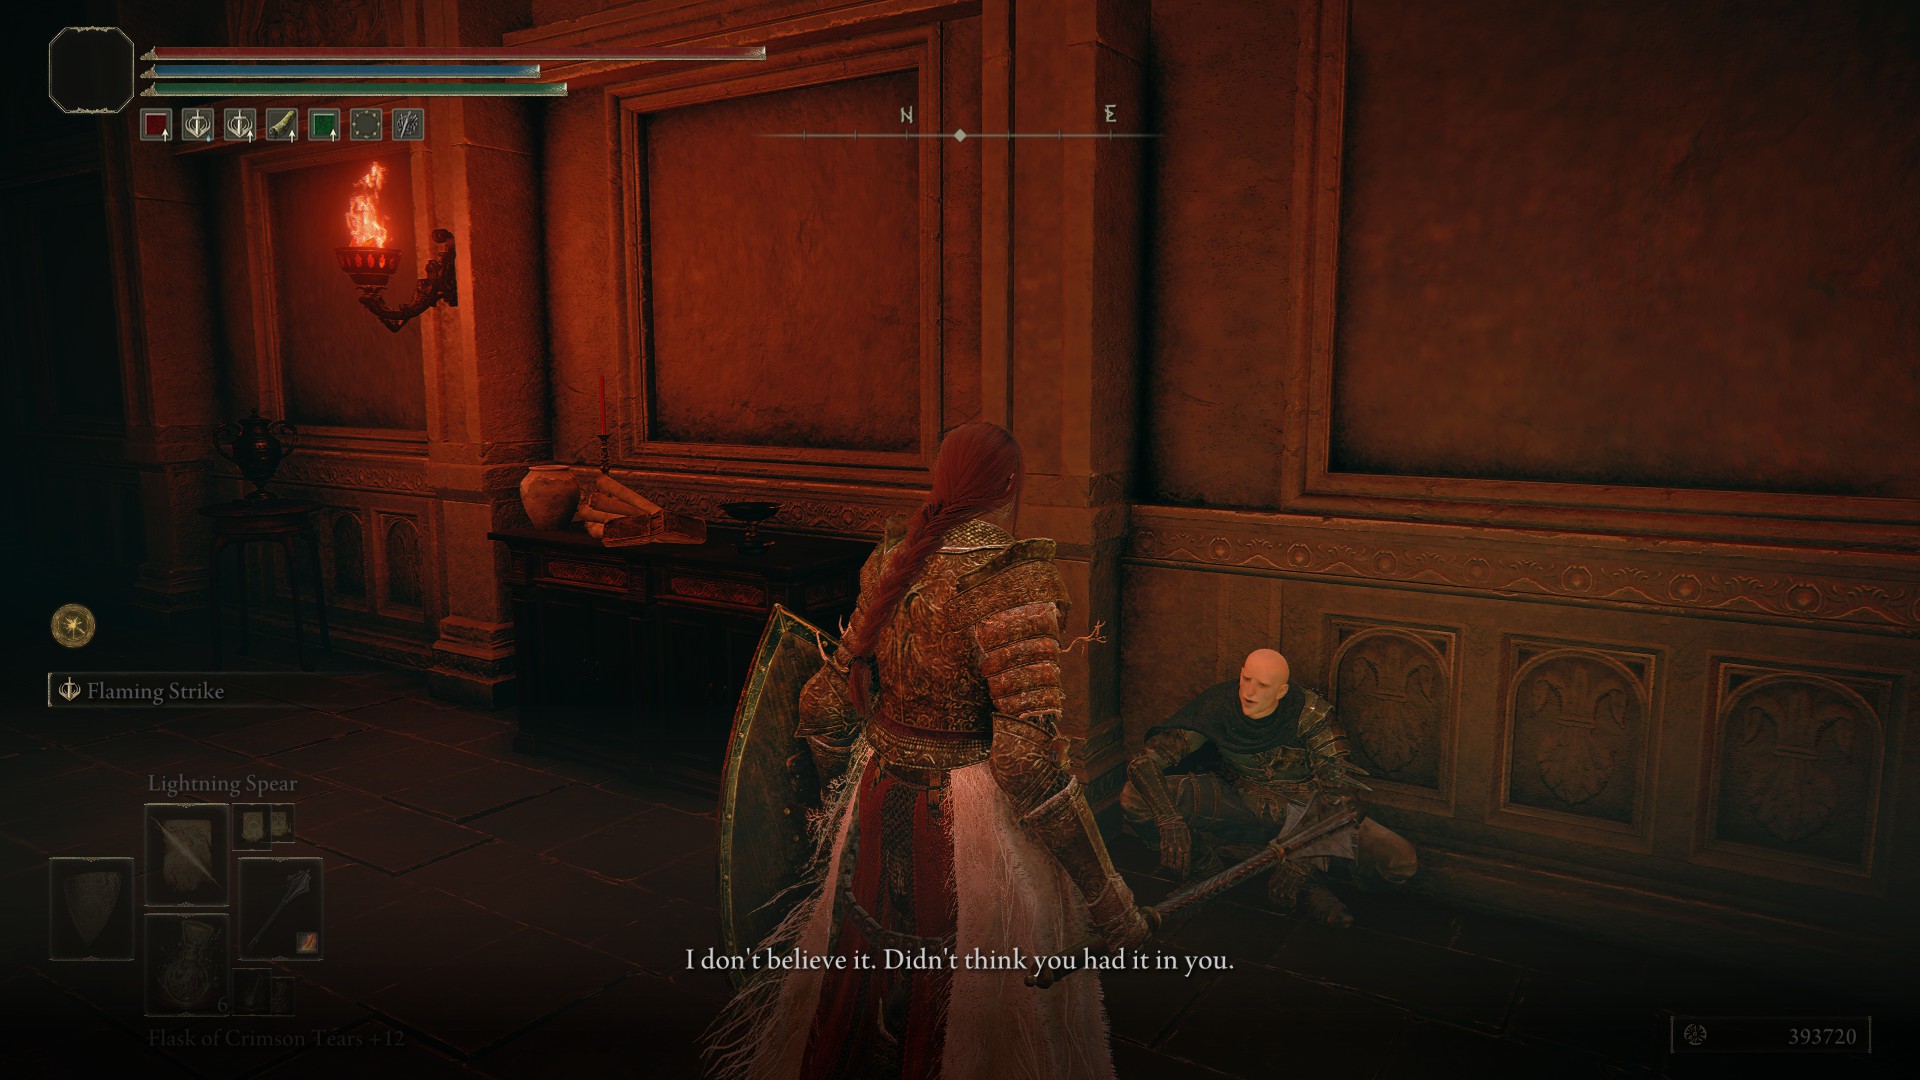 N
E
Flaming Strike
Lightning Spear
I don't believe it. Didn't think you had it in you.
6
Flask of Crimson Tears +12
393720